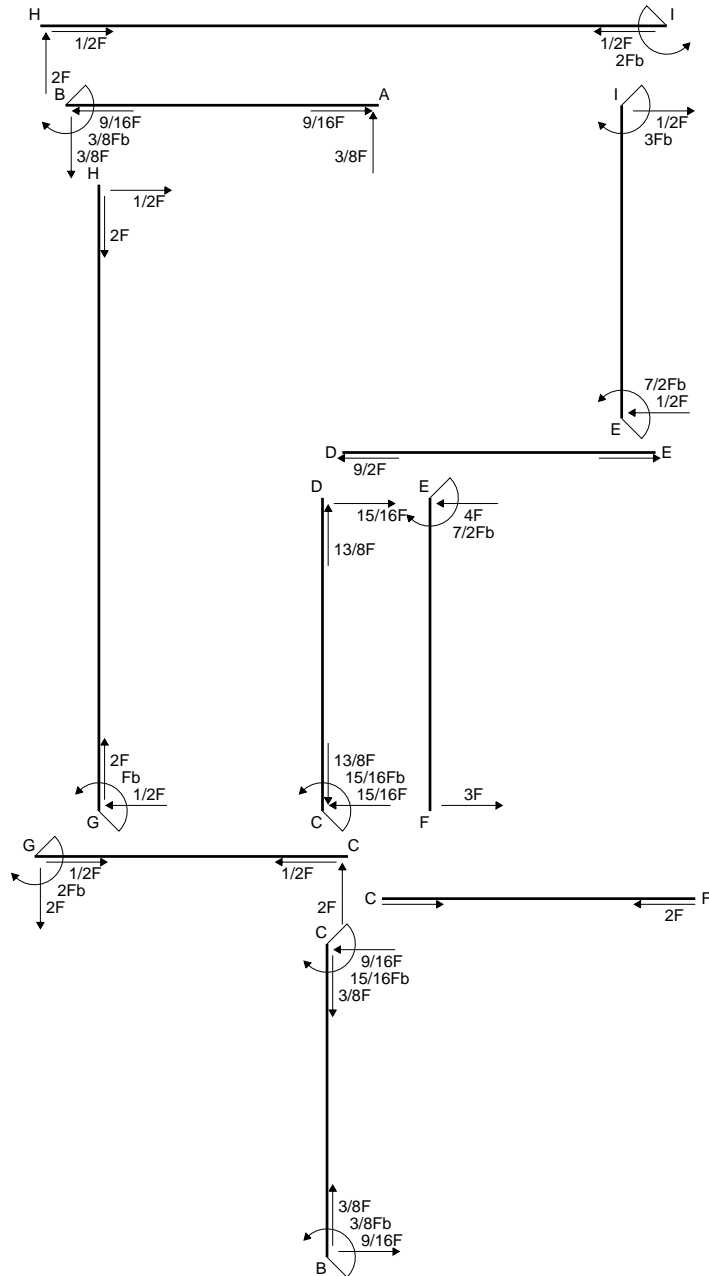 H
I
1/2F
1/2F
2Fb
2F
B
A
I
9/16F
9/16F
1/2F
3/8Fb
3Fb
3/8F
3/8F
H
1/2F
2F
7/2Fb
1/2F
E
D
E
9/2F
D
E
15/16F
4F
7/2Fb
13/8F
2F
13/8F
Fb
15/16Fb
1/2F
15/16F
3F
G
C
F
G
C
1/2F
1/2F
2Fb
2F
2F
C
F
2F
C
9/16F
15/16Fb
3/8F
3/8F
3/8Fb
9/16F
B